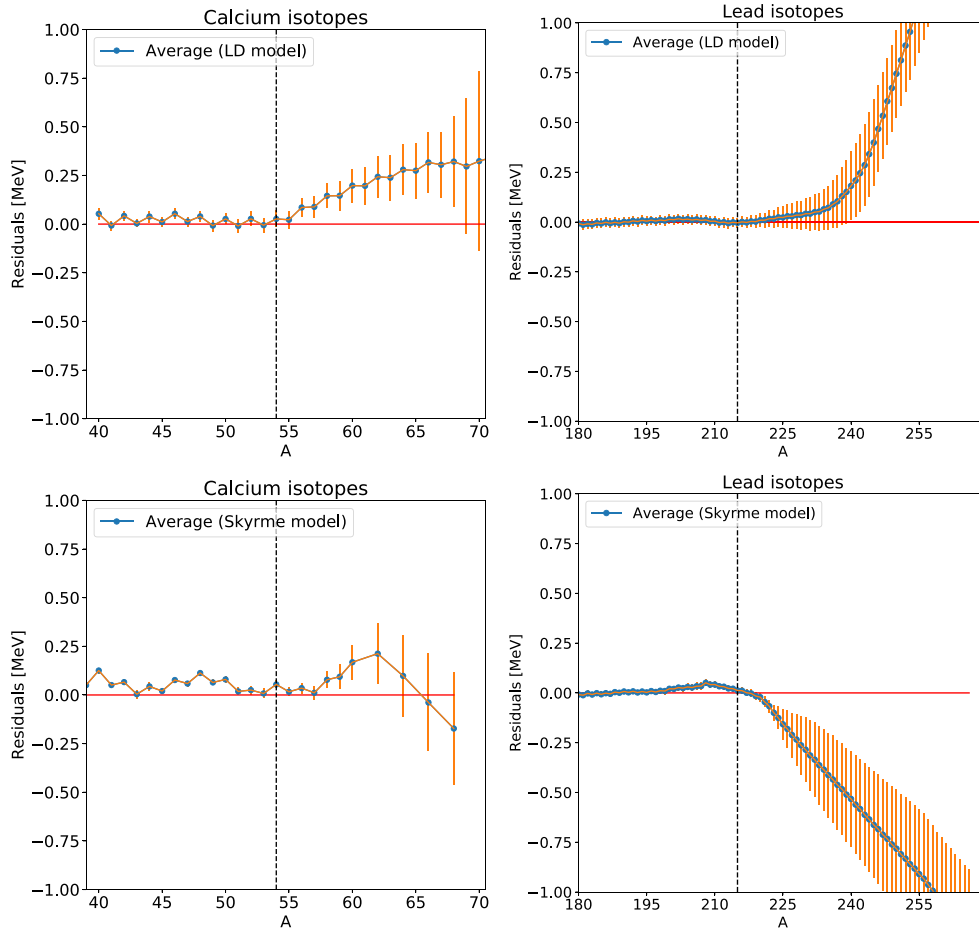 Calcium isotopes
Average (LD model)
Residuals [MeV]
1.00
0.75
0.50
0.25
0.00
−0.25
−0.50
−0.75
−1.00
40 45 50 55 60 65 70
A
Lead isotopes
Average (LD model)
Residuals [MeV]
1.00
0.75
0.50
0.25
0.00
−0.25
−0.50
−0.75
−1.00
180 195 210 225 240 255
A
Calcium isotopes
Average (Skyrme model)
Residuals [MeV]
1.00
0.75
0.50
0.25
0.00
−0.25
−0.50
−0.75
−1.00
40 45 50 55 60 65 70
A
Lead isotopes
Average (Skyrme model)
Residuals [MeV]
1.00
0.75
0.50
0.25
0.00
−0.25
−0.50
−0.75
−1.00
180 195 210 225 240 255
A